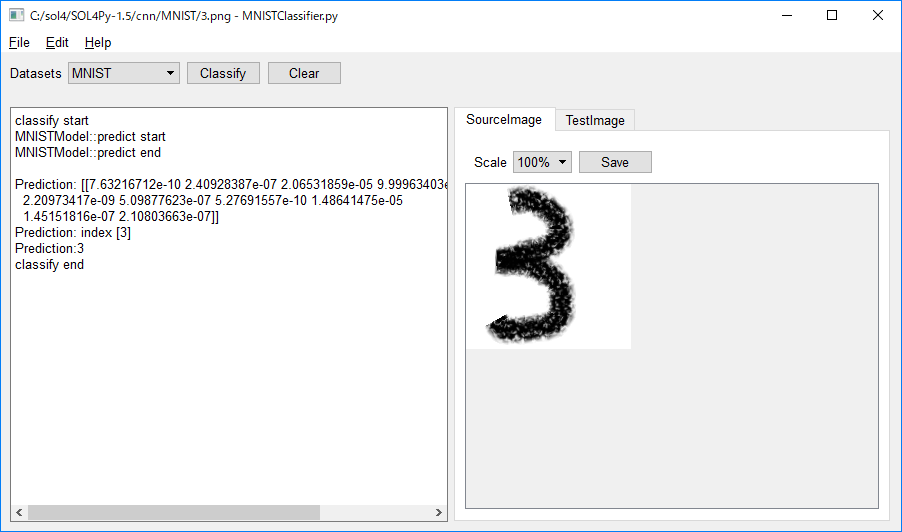 C:/sol4/SOL4Py-1.5/cnn/MNIST/3.png - MNISTClassifier.py
File Edit Help
Datasets MNIST Classify Clear
classify start
MNISTModel::predict start
MNISTModel::predict end
Prediction: [[7.63216712e-10 2.40928387e-07 2.06531859e-05 9.99963403e
2.20973417e-09 5.09877623e-07 5.27691557e-10 1.48641475e-05
1.45151816e-07 2.10803663e-07]]
Prediction: index [3]
Prediction:3
classify end
SourceImage TestImage
Scale 100% Save
3